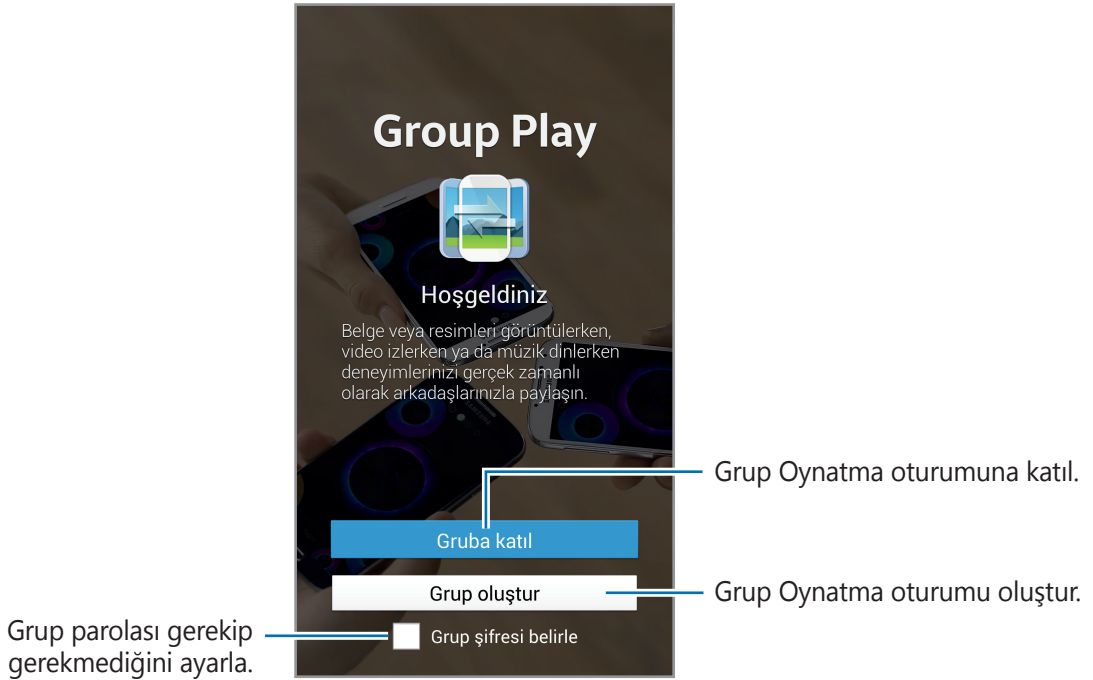 Group Play
Hoşgeldiniz
Belge veya resimleri görüntülerken,
video izlerken ya da müzik dinlerken
deneyimlerinizi gerçek zamanlı
olarak arkadaşlarınızla paylaşın.
Grup Oynatma oturumuna katıl.
Gruba katıl
Grup oluştur
Grup Oynatma oturumu oluştur.
Grup parolası gerekip
gerekmediğini ayarla.
Grup şifresi belirle
SAMSUNG